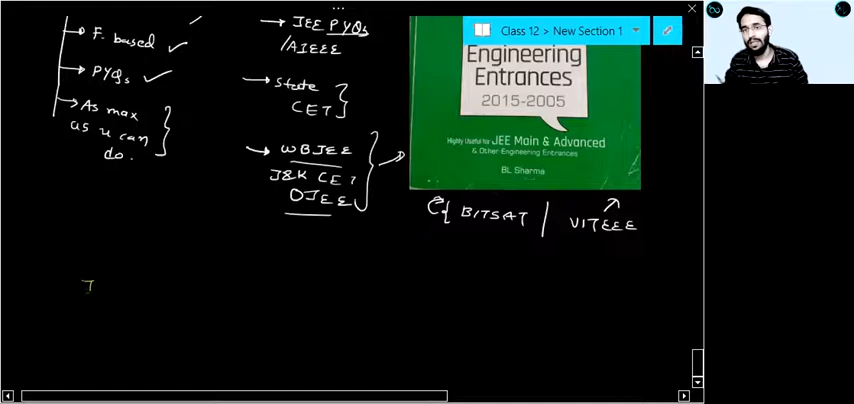 → F. based ✓
→ PYQs ✓
→ As max
as u can
do.
→ JEE PYQs
/AIEEE
→ State
CET
→ WBJEE
J&K CET
OJEE
Class 12 > New Section 1
Engineering
Entrances
2015-2005
Highly Useful for JEE Main & Advanced
& Other Engineering Entrances
BL Sharma
BITSAT | VITEEE